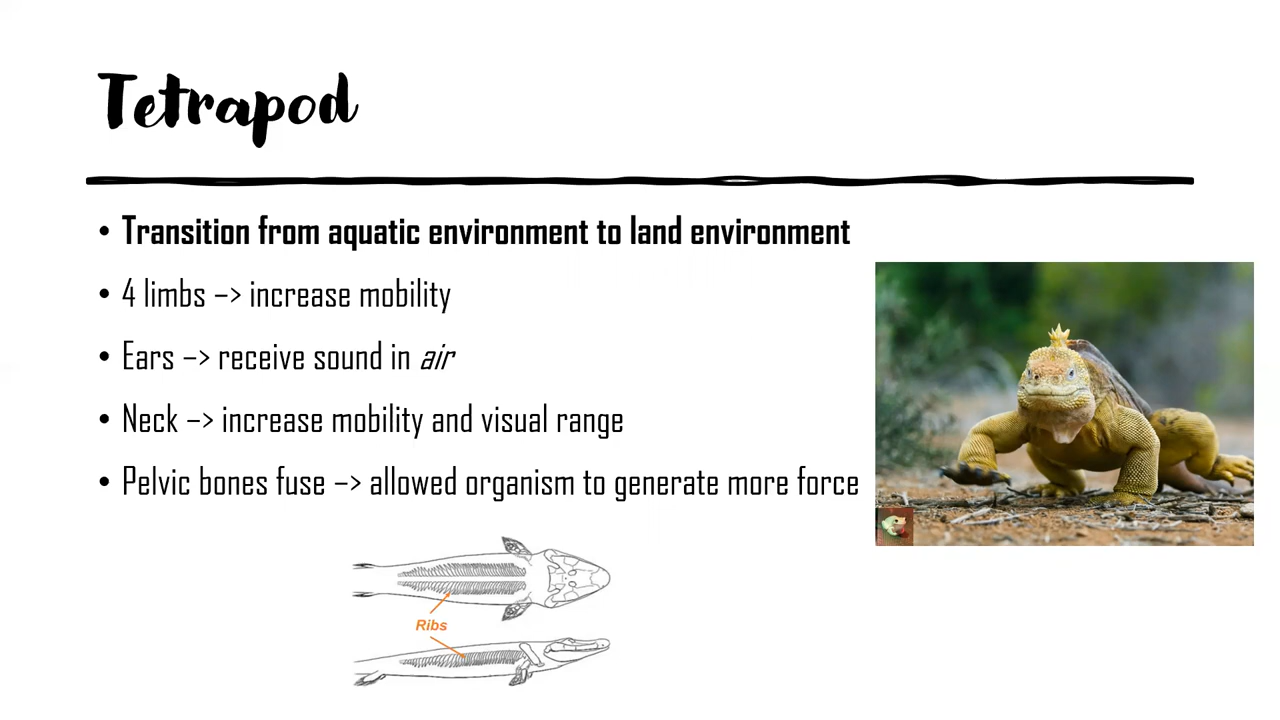 Tetrapod
• Transition from aquatic environment to land environment
• 4 limbs –> increase mobility
• Ears –> receive sound in air
• Neck –> increase mobility and visual range
• Pelvic bones fuse –> allowed organism to generate more force
Ribs